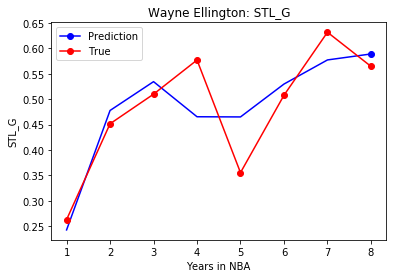 Wayne Ellington: STL_G
Prediction
True
STL_G
0.65
0.60
0.55
0.50
0.45
0.40
0.35
0.30
0.25
1 2 3 4 5 6 7 8
Years in NBA